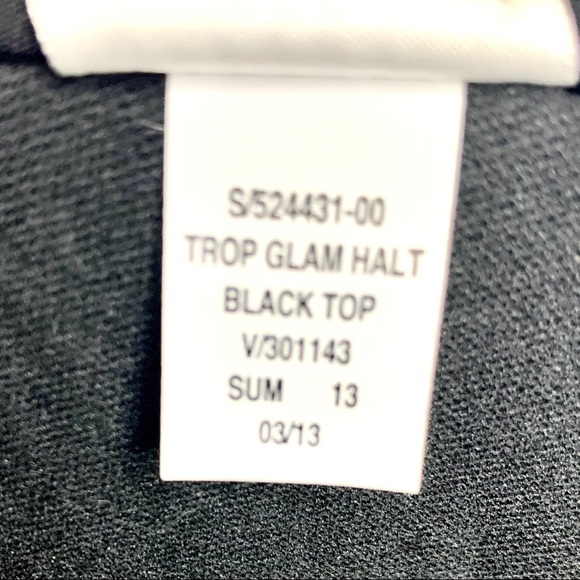 S/524431-00
TROP GLAM HALT
BLACK TOP
V/301143
SUM 13
03/13